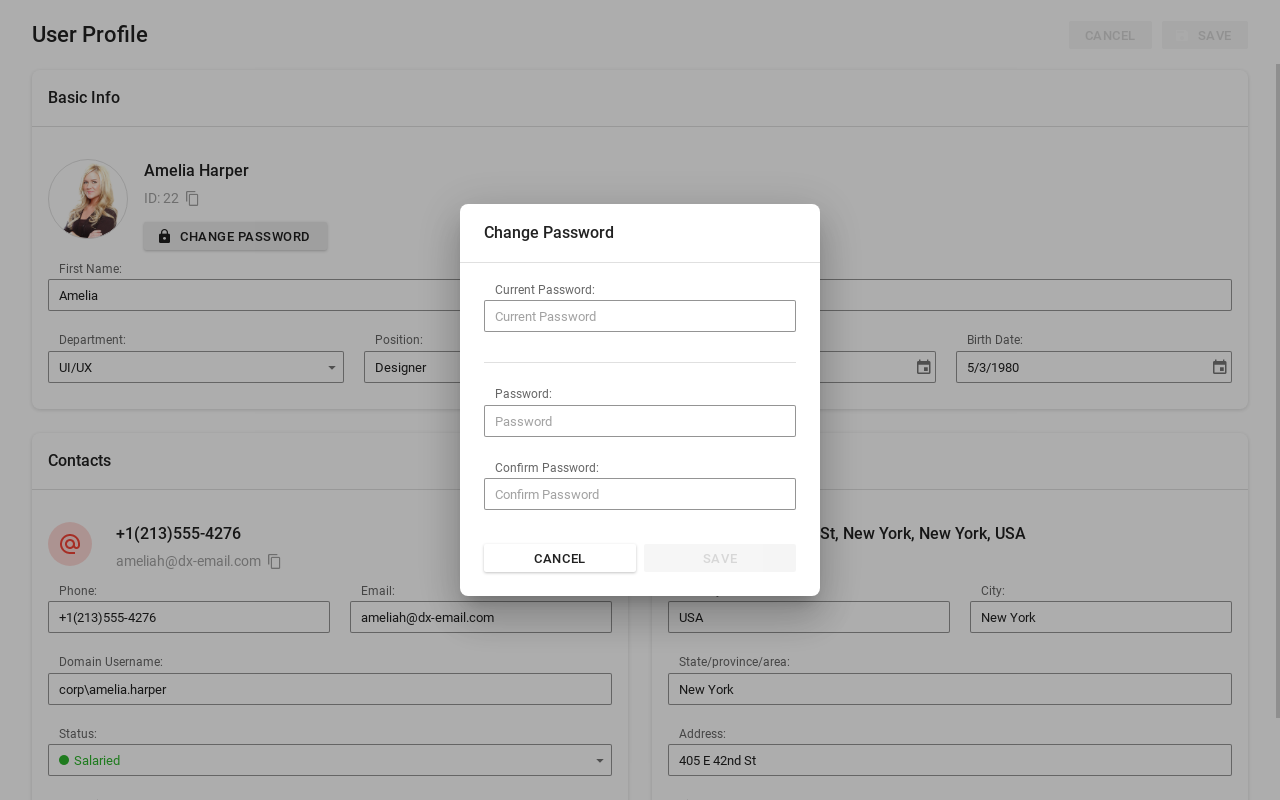 User Profile
CANCEL
SAVE
Basic Info
Amelia Harper
ID: 22
CHANGE PASSWORD
First Name:
Amelia
Department:
UI/UX
Position:
Designer
Birth Date:
5/3/1980
Change Password
Current Password:
Current Password
Password:
Password
Confirm Password:
Confirm Password
CANCEL
SAVE
Contacts
+1(213)555-4276
ameliah@dx-email.com
Phone:
+1(213)555-4276
Email:
ameliah@dx-email.com
Domain Username:
corp\amelia.harper
Status:
Salaried
St, New York, New York, USA
USA
City:
New York
State/province/area:
New York
Address:
405 E 42nd St